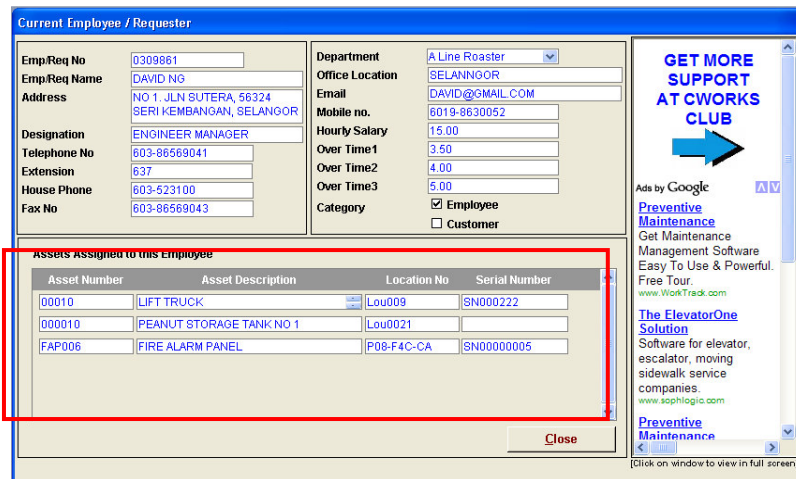 Current Employee / Requester
Emp/Req No 0309861
Emp/Req Name DAVID NG
Address NO 1. JLN SUTERA, 56324
SERI KEMBANGAN, SELANGOR
Designation ENGINEER MANAGER
Telephone No 603-86569041
Extension 637
House Phone 603-523100
Fax No 603-86569043
Department A Line Roaster
Office Location SELANNGOR
Email DAVID@GMAIL.COM
Mobile no. 6019-8630052
Hourly Salary 15.00
Over Time1 3.50
Over Time2 4.00
Over Time3 5.00
Category Employee
Customer
Assets Assigned to this Employee
Asset Number Asset Description Location No Serial Number
00010 LIFT TRUCK Lou009 SN000222
000010 PEANUT STORAGE TANK NO 1 Lou0021
FAP006 FIRE ALARM PANEL P08-F4C-CA SN00000005
Close
GET MORE
SUPPORT
AT CWORKS
CLUB
Ads by Google
Preventive
Maintenance
Get Maintenance
Management Software
Easy To Use & Powerful.
Free Tour.
www.WorkTrack.com
The ElevatorOne
Solution
Software for elevator,
escalator, moving
sidewalk service
companies.
www.sophlogic.com
Preventive
Maintenance
[Click on window to view in full screen